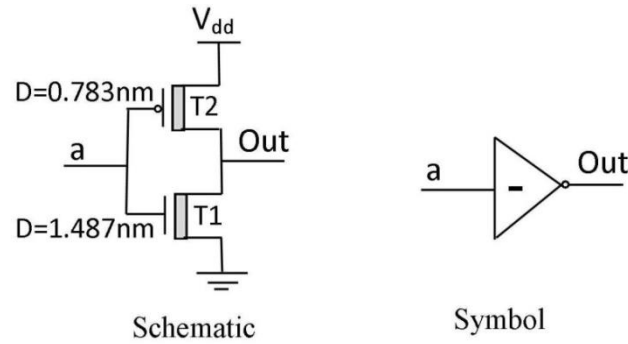 Vdd
D=0.783nm
T2
a
Out
T1
D=1.487nm
Schematic
a
-
Out
Symbol